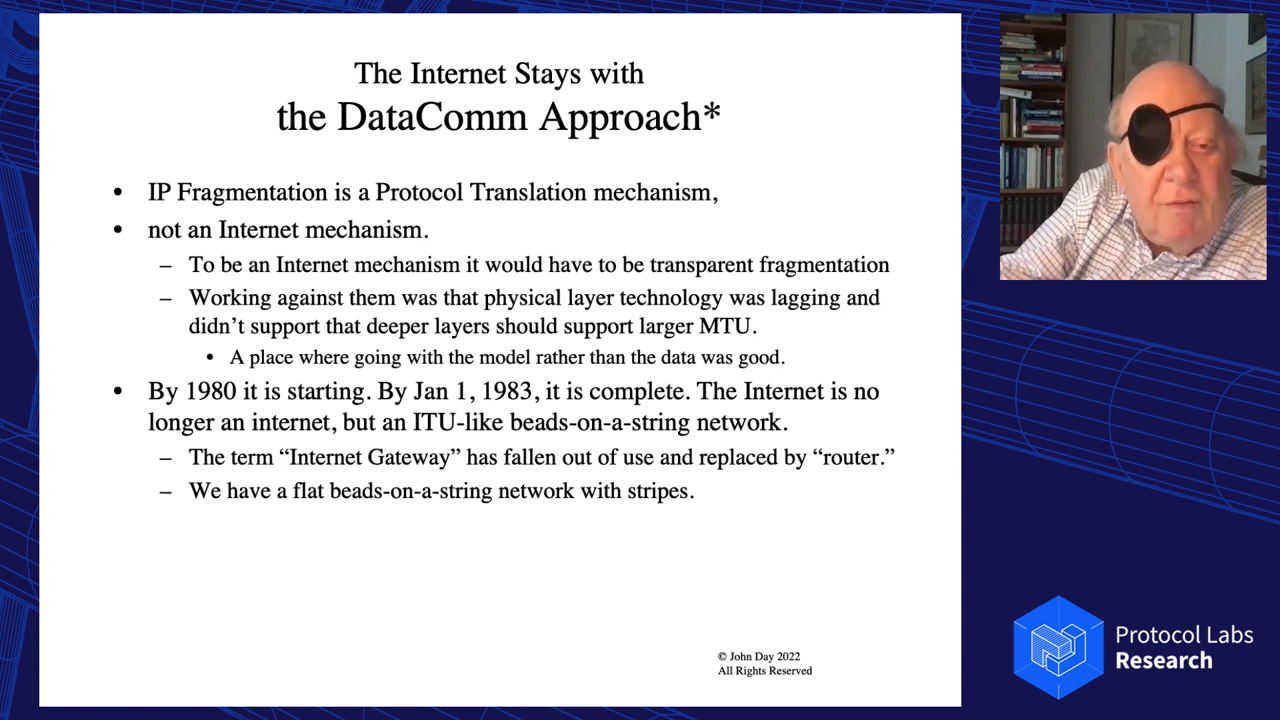 The Internet Stays with
the DataComm Approach*
• IP Fragmentation is a Protocol Translation mechanism,
• not an Internet mechanism.
– To be an Internet mechanism it would have to be transparent fragmentation
– Working against them was that physical layer technology was lagging and
didn’t support that deeper layers should support larger MTU.
• A place where going with the model rather than the data was good.
• By 1980 it is starting. By Jan 1, 1983, it is complete. The Internet is no
longer an internet, but an ITU-like beads-on-a-string network.
– The term “Internet Gateway” has fallen out of use and replaced by “router.”
– We have a flat beads-on-a-string network with stripes.
© John Day 2022
All Rights Reserved
Protocol Labs
Research